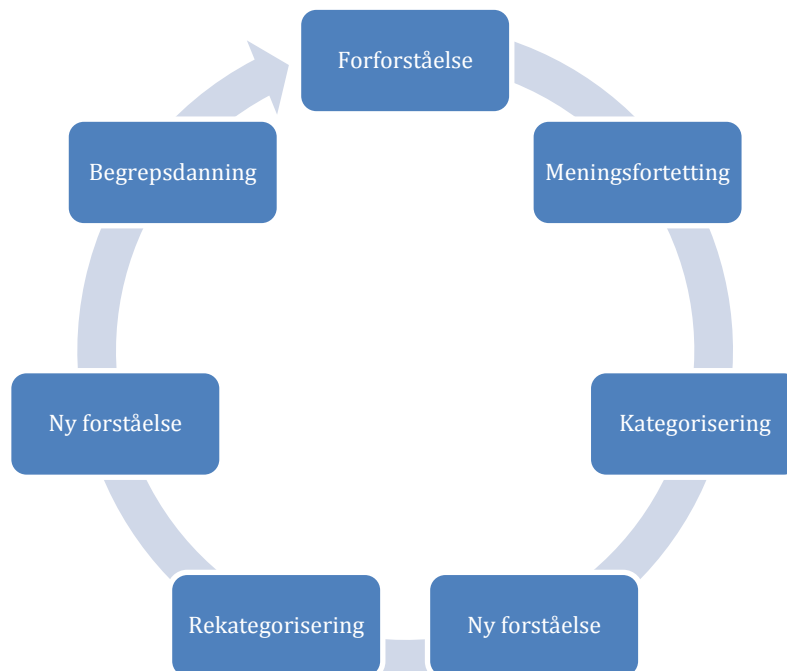 Forforståelse
Meningsfortetting
Kategorisering
Ny forståelse
Rekategorisering
Ny forståelse
Begrepsdanning